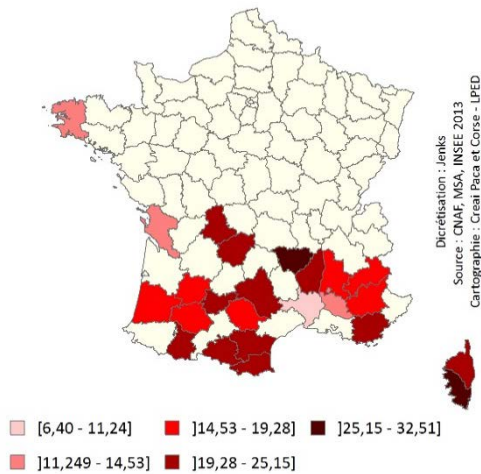 Dicrétisation : Jenks
Source : CNAF, MSA, INSEE 2013
Cartographie : Creai Paca et Corse - LPED
[6,40 - 11,24]
]14,53 - 19,28]
]25,15 - 32,51]
]11,249 - 14,53]
]19,28 - 25,15]